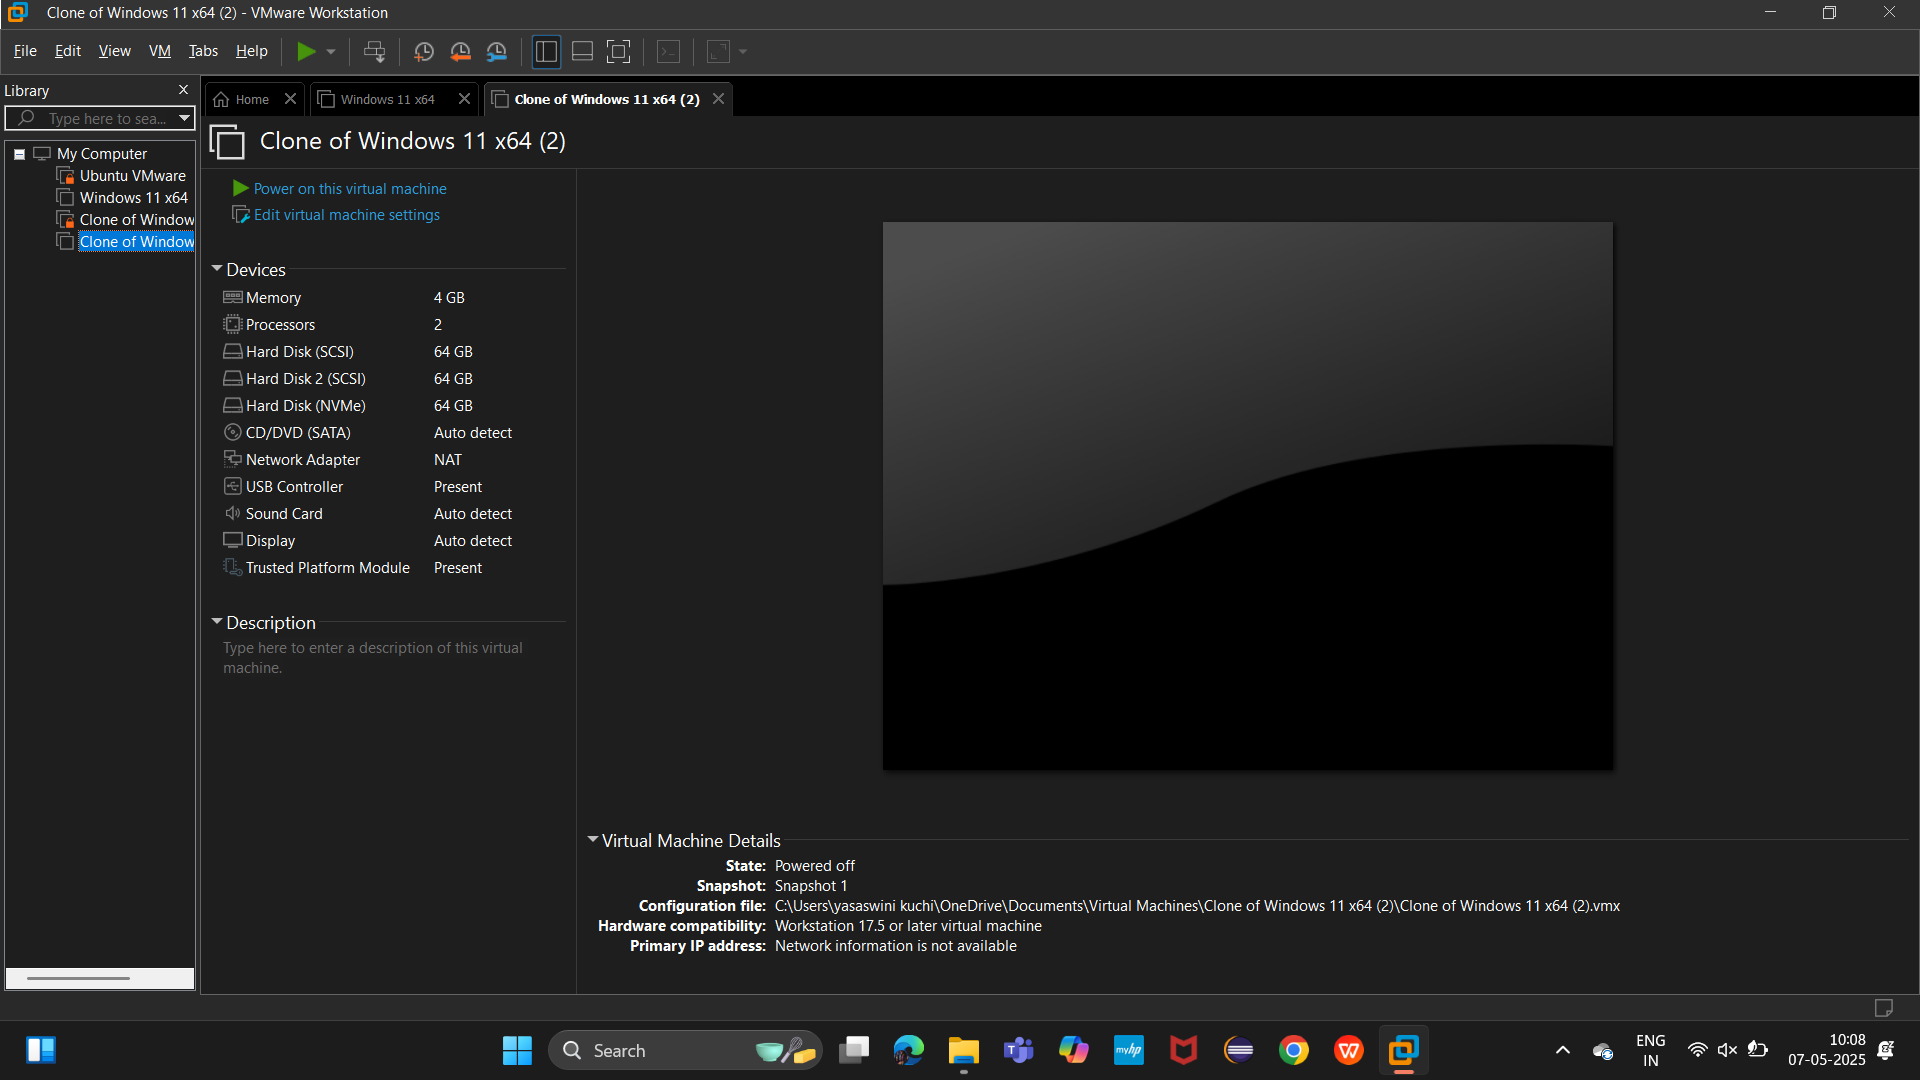 Clone of Windows 11 x64 (2) - VMware Workstation
File Edit View VM Tabs Help
Library
Type here to sea...
Home
Windows 11 x64
Clone of Windows 11 x64 (2)
My Computer
Ubuntu VMware
Windows 11 x64
Clone of Window
Clone of Window
Clone of Windows 11 x64 (2)
Power on this virtual machine
Edit virtual machine settings
Devices
Memory 4 GB
Processors 2
Hard Disk (SCSI) 64 GB
Hard Disk 2 (SCSI) 64 GB
Hard Disk (NVMe) 64 GB
CD/DVD (SATA) Auto detect
Network Adapter NAT
USB Controller Present
Sound Card Auto detect
Display Auto detect
Trusted Platform Module Present
Description
Type here to enter a description of this virtual
machine.
Virtual Machine Details
State: Powered off
Snapshot: Snapshot 1
Configuration file: C:\Users\yasaswini kuchi\OneDrive\Documents\Virtual Machines\Clone of Windows 11 x64 (2)\Clone of Windows 11 x64 (2).vmx
Hardware compatibility: Workstation 17.5 or later virtual machine
Primary IP address: Network information is not available
Search
myhp
ENG
IN
10:08
07-05-2025